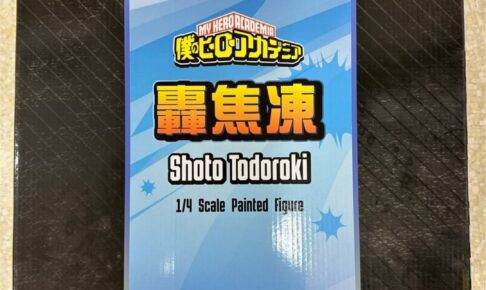 MY HERO ACADEMIA
僕のヒーローアカデミア
轟焦凍
Shoto Todoroki
1/4 Scale Painted Figure